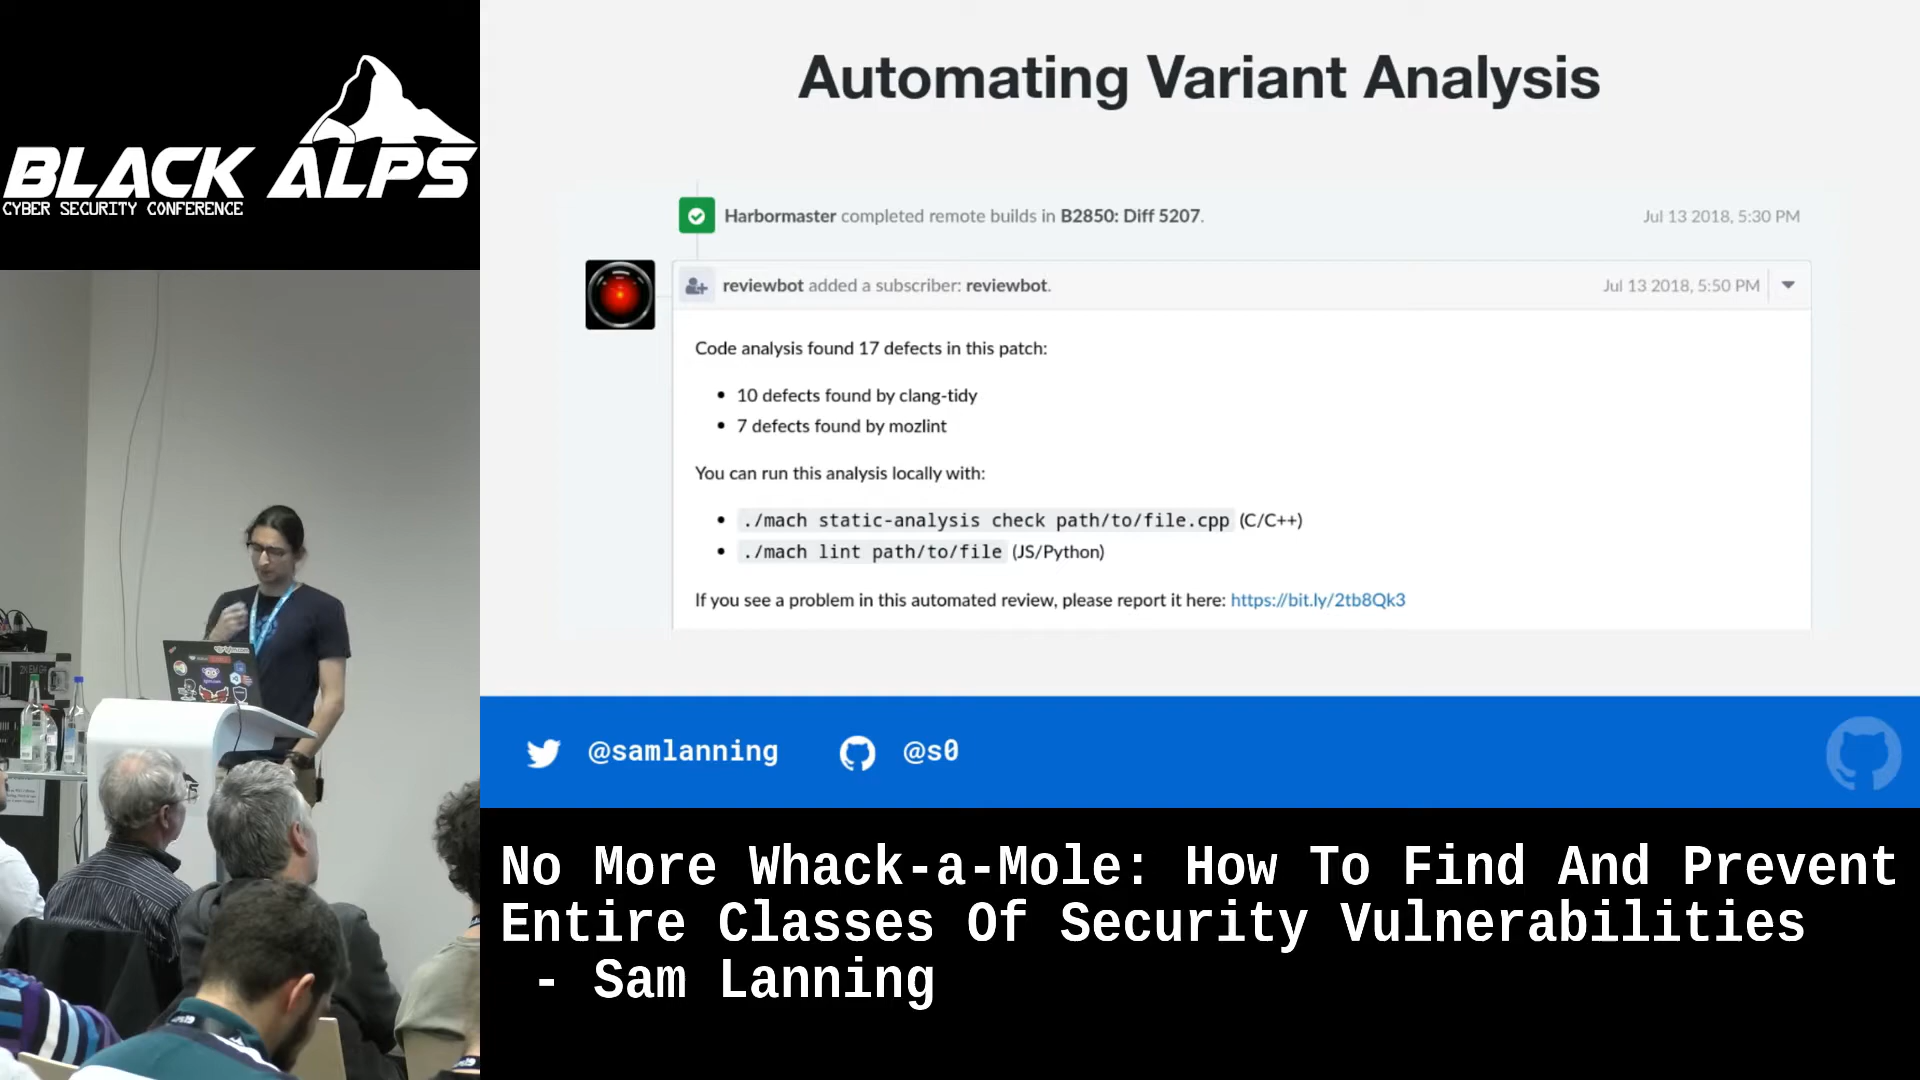 BLACK ALPS
CYBER SECURITY CONFERENCE
Automating Variant Analysis
Harbormaster completed remote builds in B2850: Diff 5207.
Jul 13 2018, 5:30 PM
reviewbot added a subscriber: reviewbot.
Jul 13 2018, 5:50 PM
Code analysis found 17 defects in this patch:
10 defects found by clang-tidy
7 defects found by mozlint
You can run this analysis locally with:
./mach static-analysis check path/to/file.cpp (C/C++)
./mach lint path/to/file (JS/Python)
If you see a problem in this automated review, please report it here: https://bit.ly/2tb8Qk3
@samlanning @s0
No More Whack-a-Mole: How To Find And Prevent
Entire Classes Of Security Vulnerabilities
- Sam Lanning